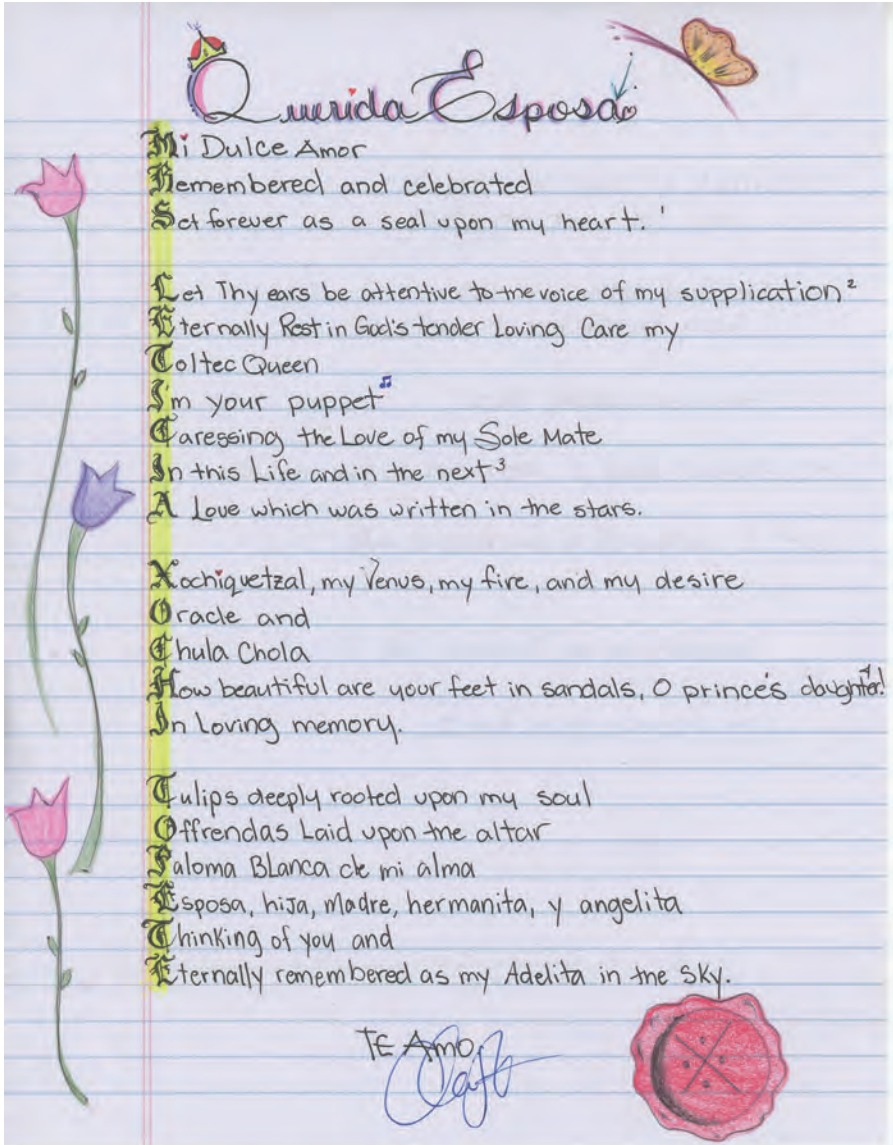 Querida Esposa
Mi Dulce Amor
Remembered and celebrated
Set forever as a seal upon my heart. ¹
Let Thy ears be attentive to the voice of my supplication ²
Eternally Rest in God's tender Loving Care my
Toltec Queen
I'm your puppet ♫
Caressing the Love of my Sole Mate
In this Life and in the next ³
A Love which was written in the stars.
Xochiquetzal, my Venus, my fire, and my desire
Oracle and
Chula Chola
How beautiful are your feet in sandals, O prince's daughter! ⁴
In Loving memory.
Tulips deeply rooted upon my soul
Offrendas Laid upon the altar
Paloma BLanca de mi alma
Esposa, hija, madre, hermanita, y angelita
Thinking of you and
Eternally remembered as my Adelita in the sky.
TE Amo,